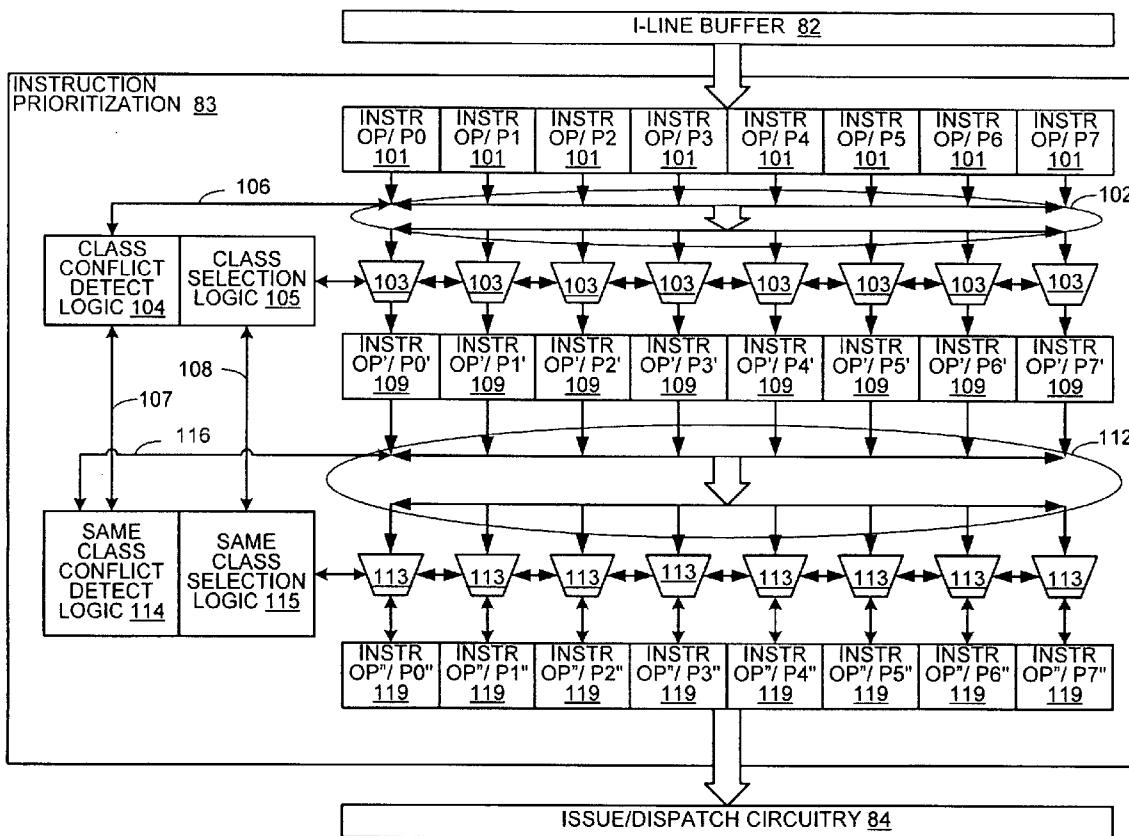 I-LINE BUFFER 82
INSTRUCTION
PRIORITIZATION 83
INSTR OP/ P0 101
INSTR OP/ P1 101
INSTR OP/ P2 101
INSTR OP/ P3 101
INSTR OP/ P4 101
INSTR OP/ P5 101
INSTR OP/ P6 101
INSTR OP/ P7 101
106
102
CLASS
CONFLICT
DETECT
LOGIC 104
CLASS
SELECTION
LOGIC 105
103 103 103 103 103 103 103 103
INSTR OP'/ P0' 109
INSTR OP'/ P1' 109
INSTR OP'/ P2' 109
INSTR OP'/ P3' 109
INSTR OP'/ P4' 109
INSTR OP'/ P5' 109
INSTR OP'/ P6' 109
INSTR OP'/ P7' 109
108
107
116
112
SAME
CLASS
CONFLICT
DETECT
LOGIC 114
SAME
CLASS
SELECTION
LOGIC 115
113 113 113 113 113 113 113 113
INSTR OP"/ P0" 119
INSTR OP"/ P1" 119
INSTR OP"/ P2" 119
INSTR OP"/ P3" 119
INSTR OP"/ P4" 119
INSTR OP"/ P5" 119
INSTR OP"/ P6" 119
INSTR OP"/ P7" 119
ISSUE/DISPATCH CIRCUITRY 84